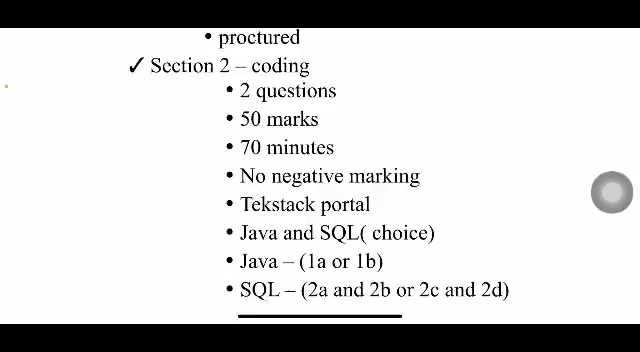 • proctured
✓ Section 2 – coding
• 2 questions
• 50 marks
• 70 minutes
• No negative marking
• Tekstack portal
• Java and SQL( choice)
• Java – (1a or 1b)
• SQL – (2a and 2b or 2c and 2d)